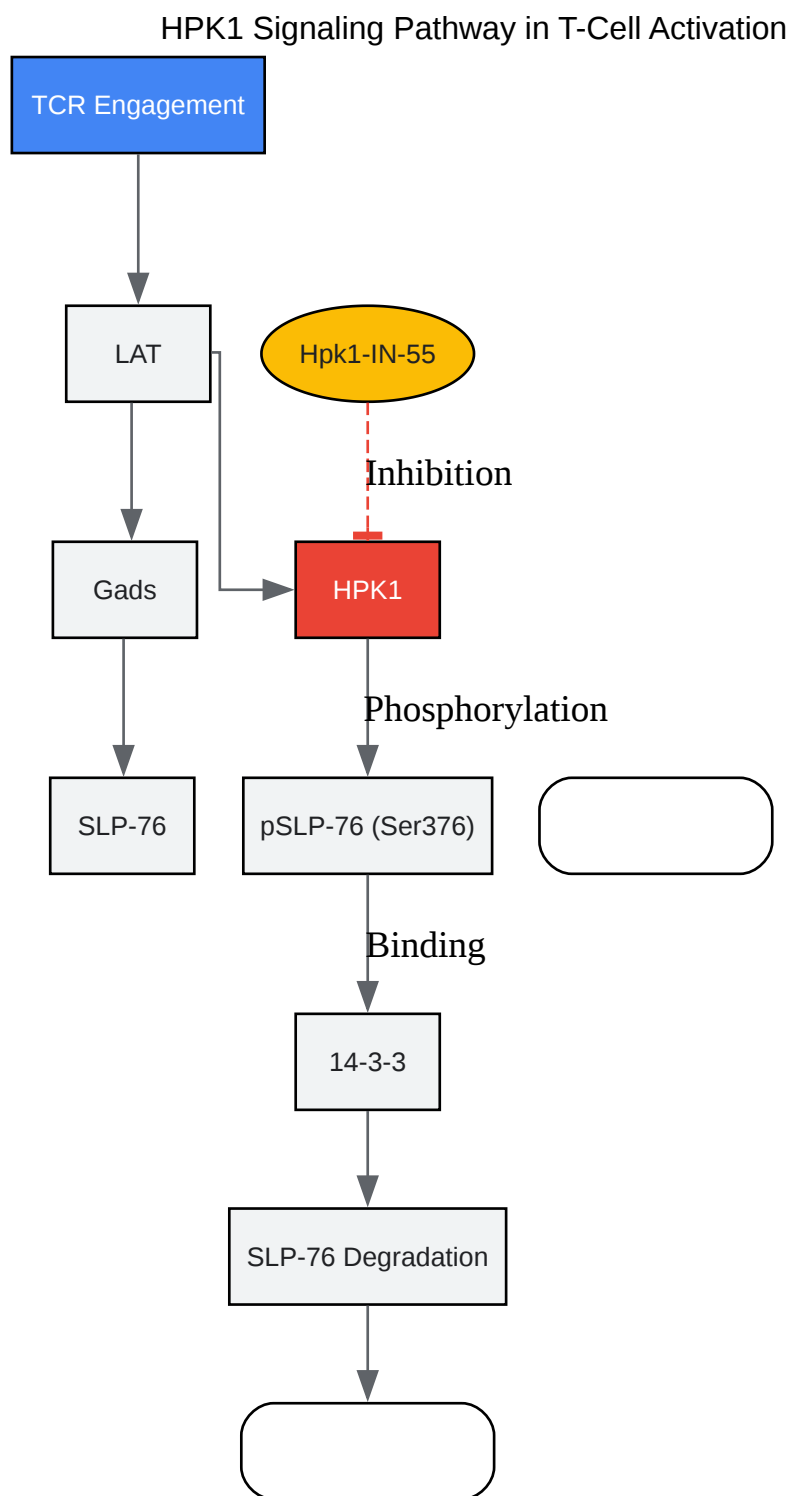 HPK1 Signaling Pathway in T-Cell Activation
TCR Engagement
LAT
Hpk1-IN-55
Inhibition
Gads
HPK1
Phosphorylation
SLP-76
pSLP-76 (Ser376)
Binding
14-3-3
SLP-76 Degradation